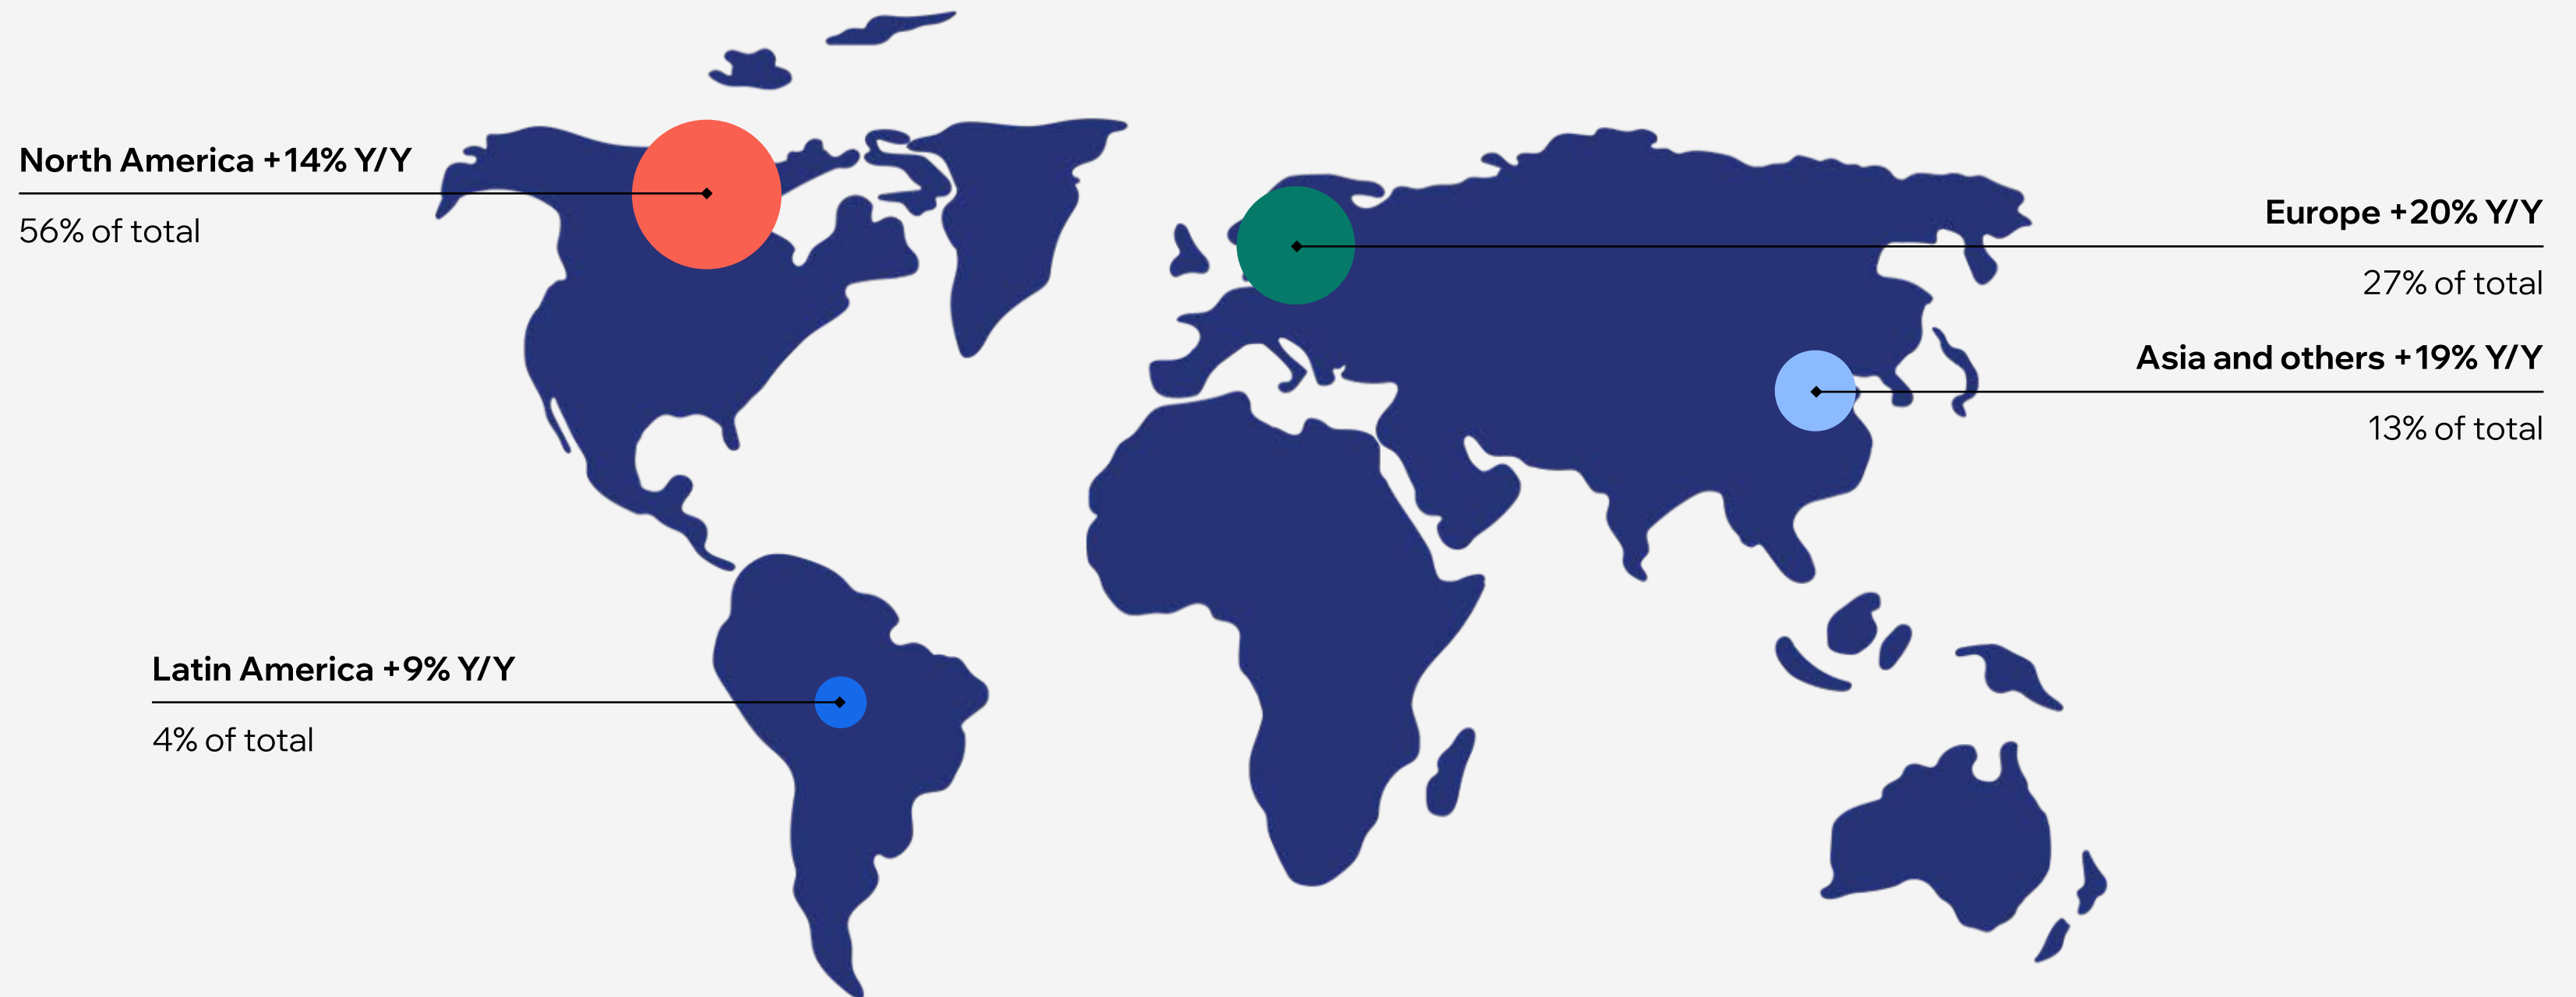 North America +14% Y/Y
56% of total
Europe +20% Y/Y
27% of total
Asia and others +19% Y/Y
13% of total
Latin America +9% Y/Y
4% of total